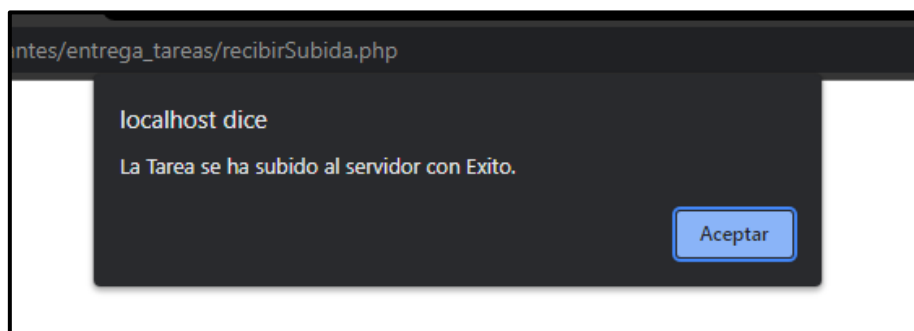 ntes/entrega_tareas/recibirSubida.php
localhost dice
La Tarea se ha subido al servidor con Exito.
Aceptar